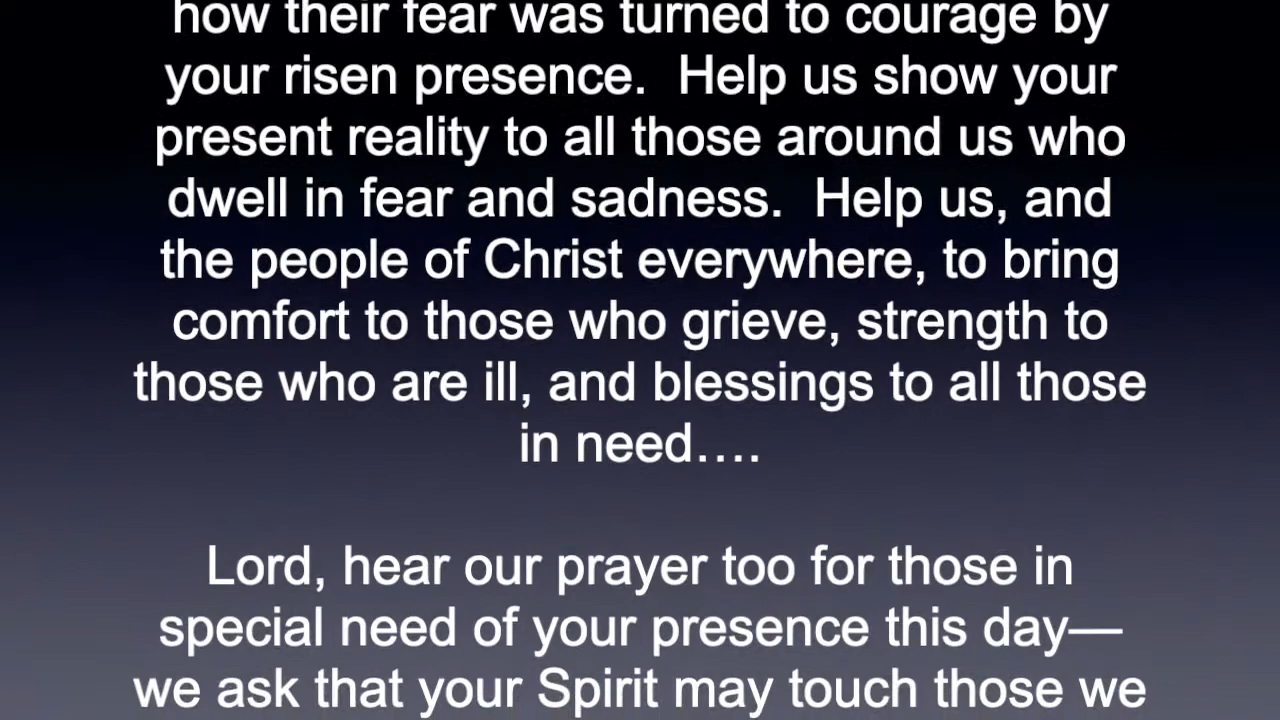 how their fear was turned to courage by
your risen presence.  Help us show your
present reality to all those around us who
dwell in fear and sadness.  Help us, and
the people of Christ everywhere, to bring
comfort to those who grieve, strength to
those who are ill, and blessings to all those
in need….
Lord, hear our prayer too for those in
special need of your presence this day—
we ask that your Spirit may touch those we